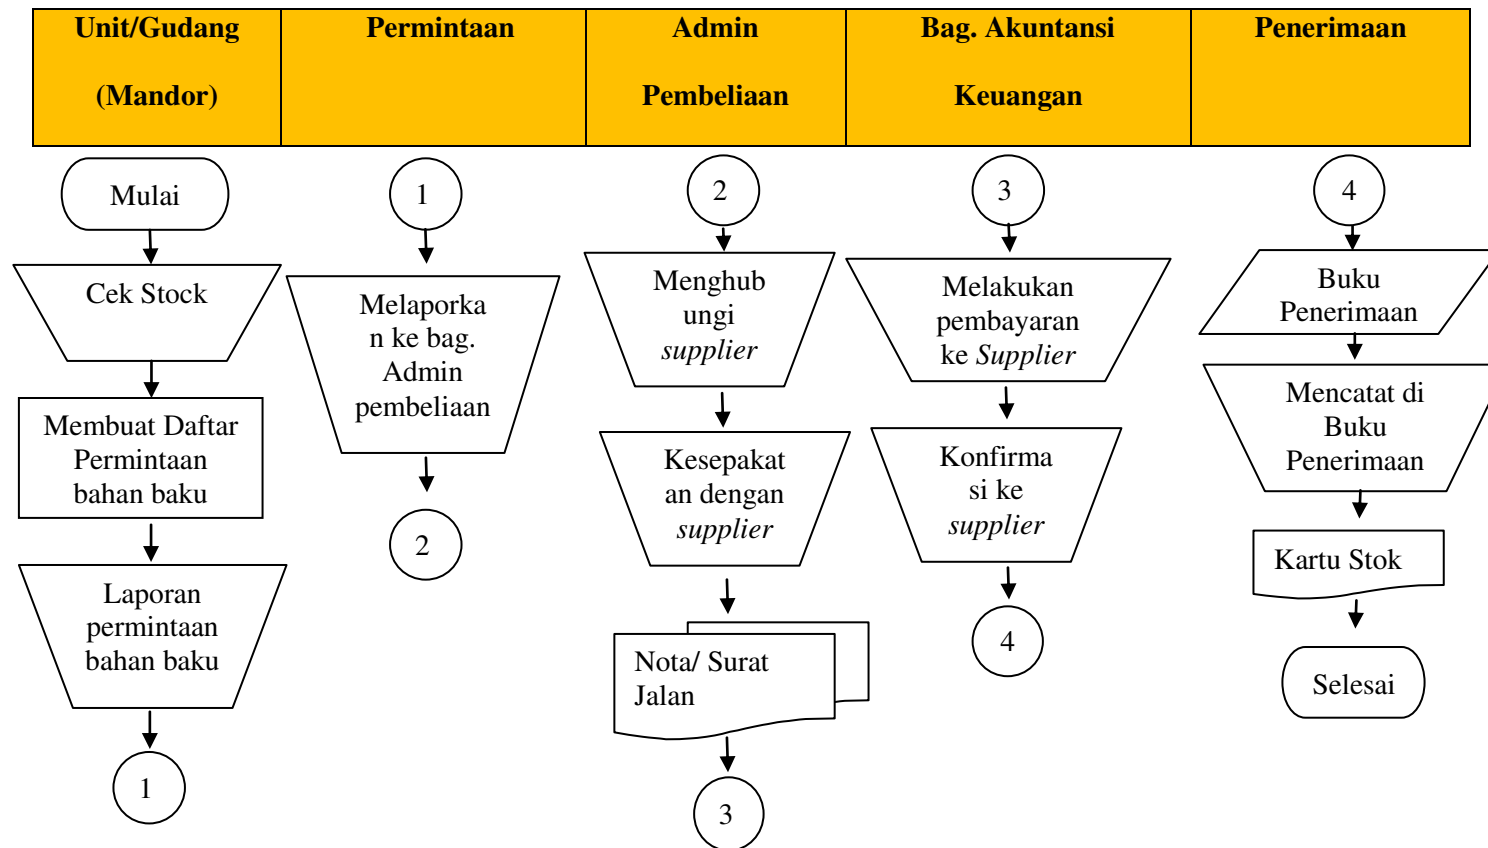 Unit/Gudang
(Mandor)
Permintaan
Admin
Pembeliaan
Bag. Akuntansi
Keuangan
Penerimaan
Mulai
Cek Stock
Membuat Daftar
Permintaan
bahan baku
Laporan
permintaan
bahan baku
1
1
Melaporka
n ke bag.
Admin
pembeliaan
2
2
Menghub
ungi
supplier
Kesepakat
an dengan
supplier
Nota/ Surat
Jalan
3
3
Melakukan
pembayaran
ke Supplier
Konfirma
si ke
supplier
4
4
Buku
Penerimaan
Mencatat di
Buku
Penerimaan
Kartu Stok
Selesai